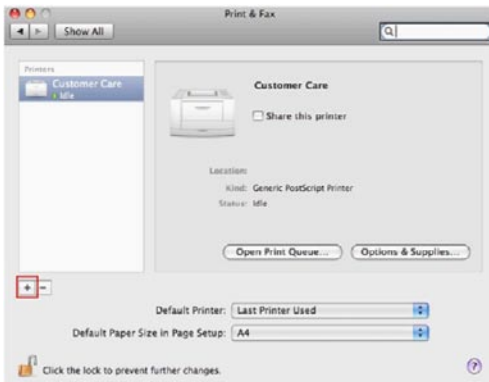 Print & Fax
Show All
Printers
Customer Care
Idle
Customer Care
Share this printer
Location:
Kind: Generic PostScript Printer
Status: Idle
Open Print Queue... Options & Supplies...
+ −
Default Printer: Last Printer Used
Default Paper Size in Page Setup: A4
Click the lock to prevent further changes.
?